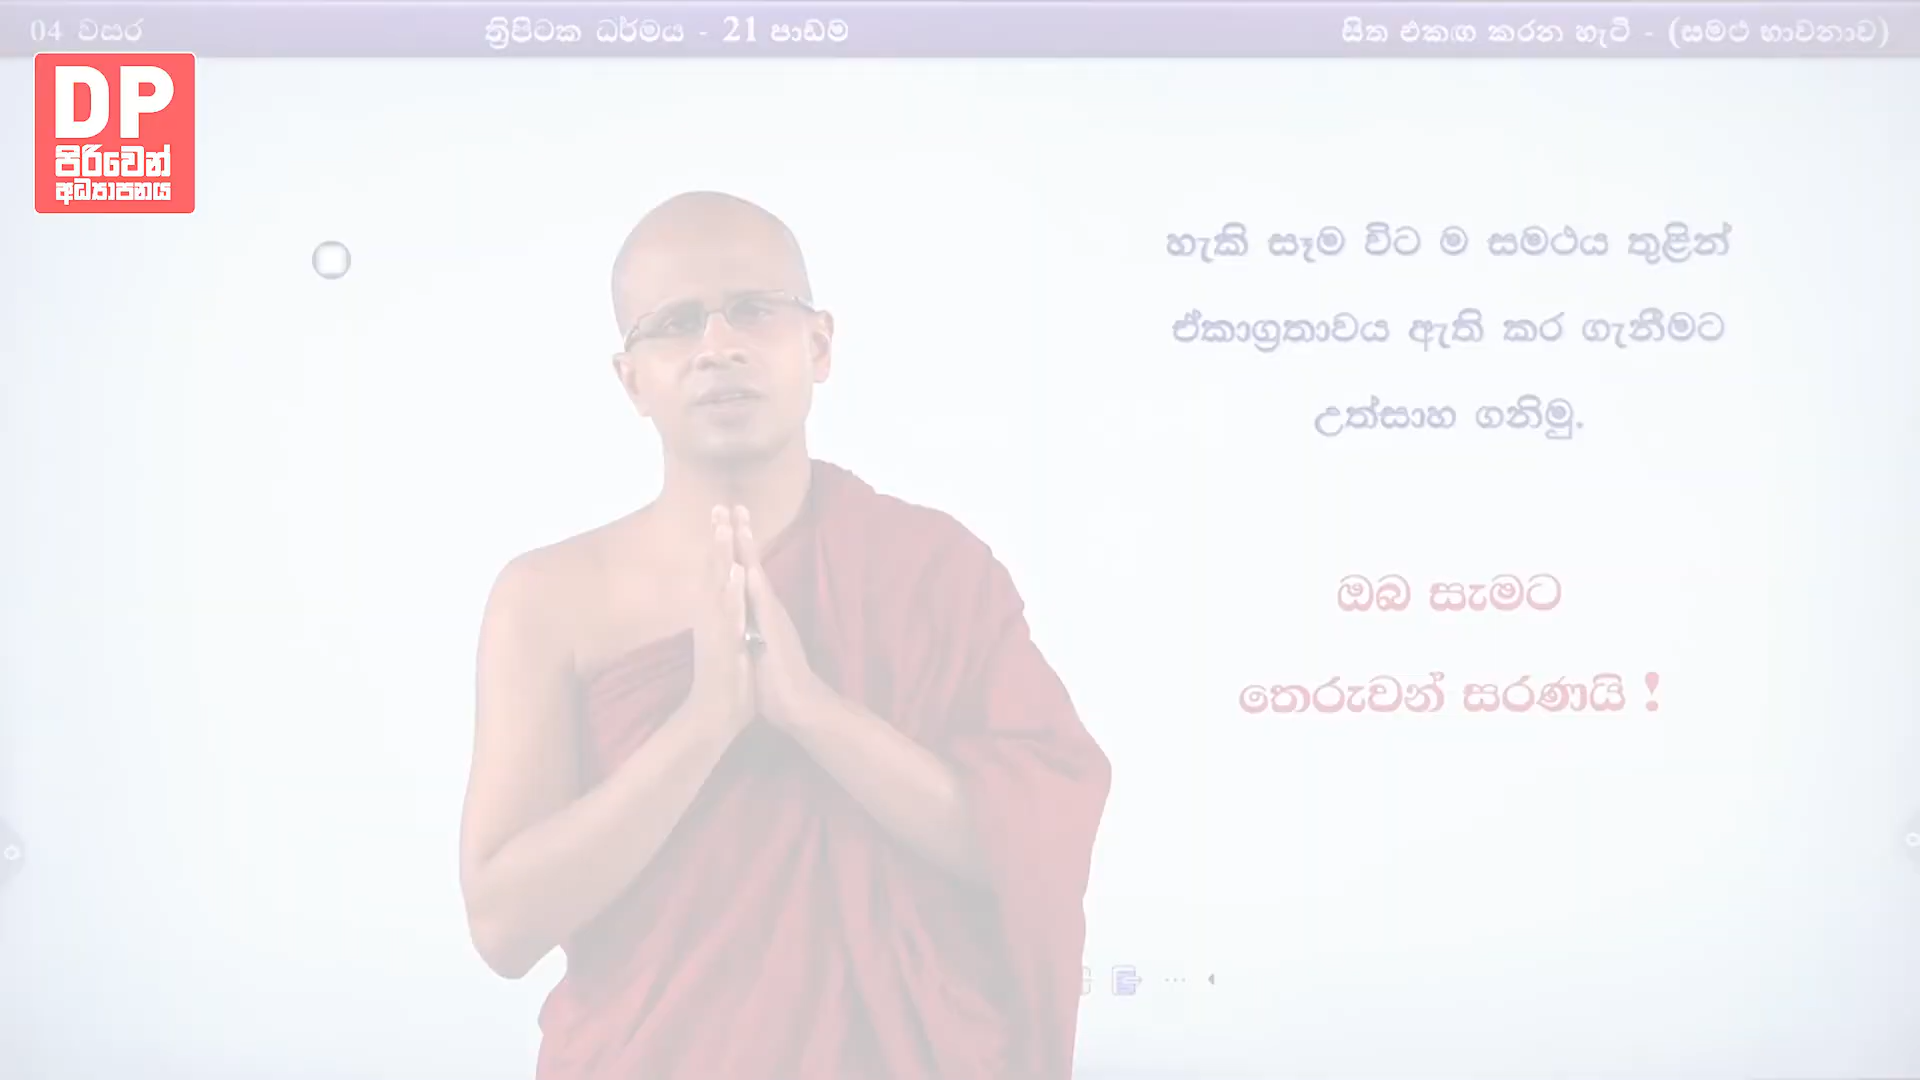 04 වසර
ත්‍රිපිටක ධර්මය - 21 පාඩම
සිත එකඟ කරන හැටි - (සමථ භාවනාව)
DP
පිරිවෙන්
අධ්‍යාපනය
හැකි සෑම විට ම සමථය තුළින්
ඒකාග්‍රතාවය ඇති කර ගැනීමට
උත්සාහ ගනිමු.
ඔබ සැමට
තෙරුවන් සරණයි !